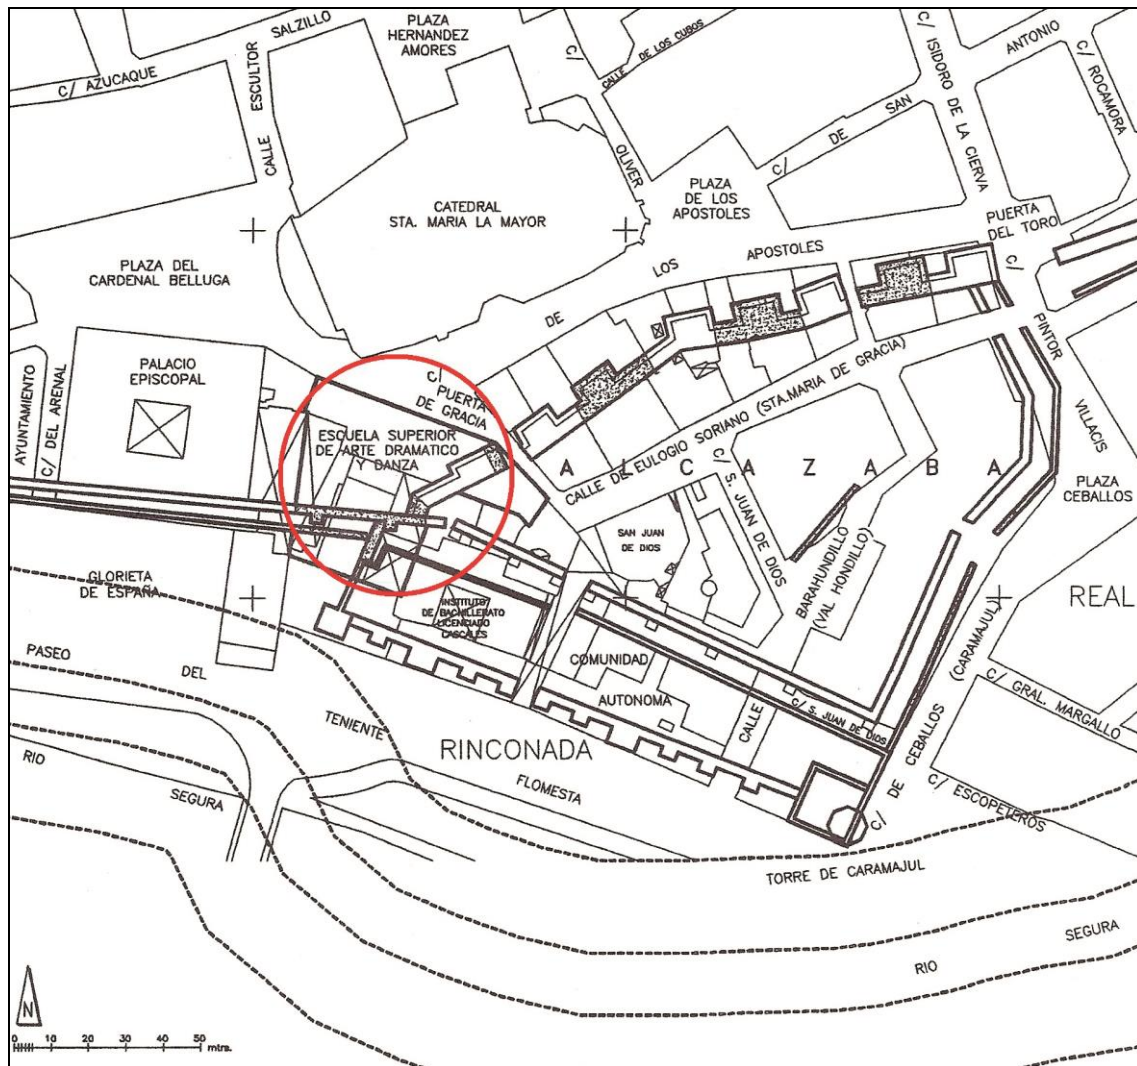 PLAZA
HERNANDEZ
AMORES
SALZILLO
C/ AZUCAQUE
CALLE ESCULTOR
C/
CALLE DE LOS CUBOS
C/ ISIDORO DE LA CIERVA
ANTONIO
C/ ROCAMORA
C/ DE SAN
OLIVER
CATEDRAL
STA. MARIA LA MAYOR
PLAZA
DE LOS
APOSTOLES
PUERTA
DEL TORO
PLAZA DEL
CARDENAL BELLUGA
DE LOS APOSTOLES
C/
PINTOR
VILLACIS
PALACIO
EPISCOPAL
AYUNTAMIENTO
C/ DEL ARENAL
C/
PUERTA
DE GRACIA
ESCUELA SUPERIOR
DE ARTE DRAMATICO
Y DANZA
CALLE DE EULOGIO SORIANO (STA.MARIA DE GRACIA)
A L C A Z A B A
C/ S. JUAN DE DIOS
PLAZA
CEBALLOS
SAN JUAN
DE DIOS
BARAHUNDILLO
(VAL HONDILLO)
GLORIETA
DE ESPAÑA
INSTITUTO
DE BACHILLERATO
LICENCIADO
CASCALES
REAL
COMUNIDAD
AUTONOMA
CALLE
C/ S. JUAN DE DIOS
(CARAMAJUL)
C/ GRAL. MARGALLO
PASEO DEL TENIENTE FLOMESTA
RINCONADA
C/ DE CEBALLOS
C/ ESCOPETEROS
RIO SEGURA
TORRE DE CARAMAJUL
RIO SEGURA
N
0 10 20 30 40 50
mtrs.